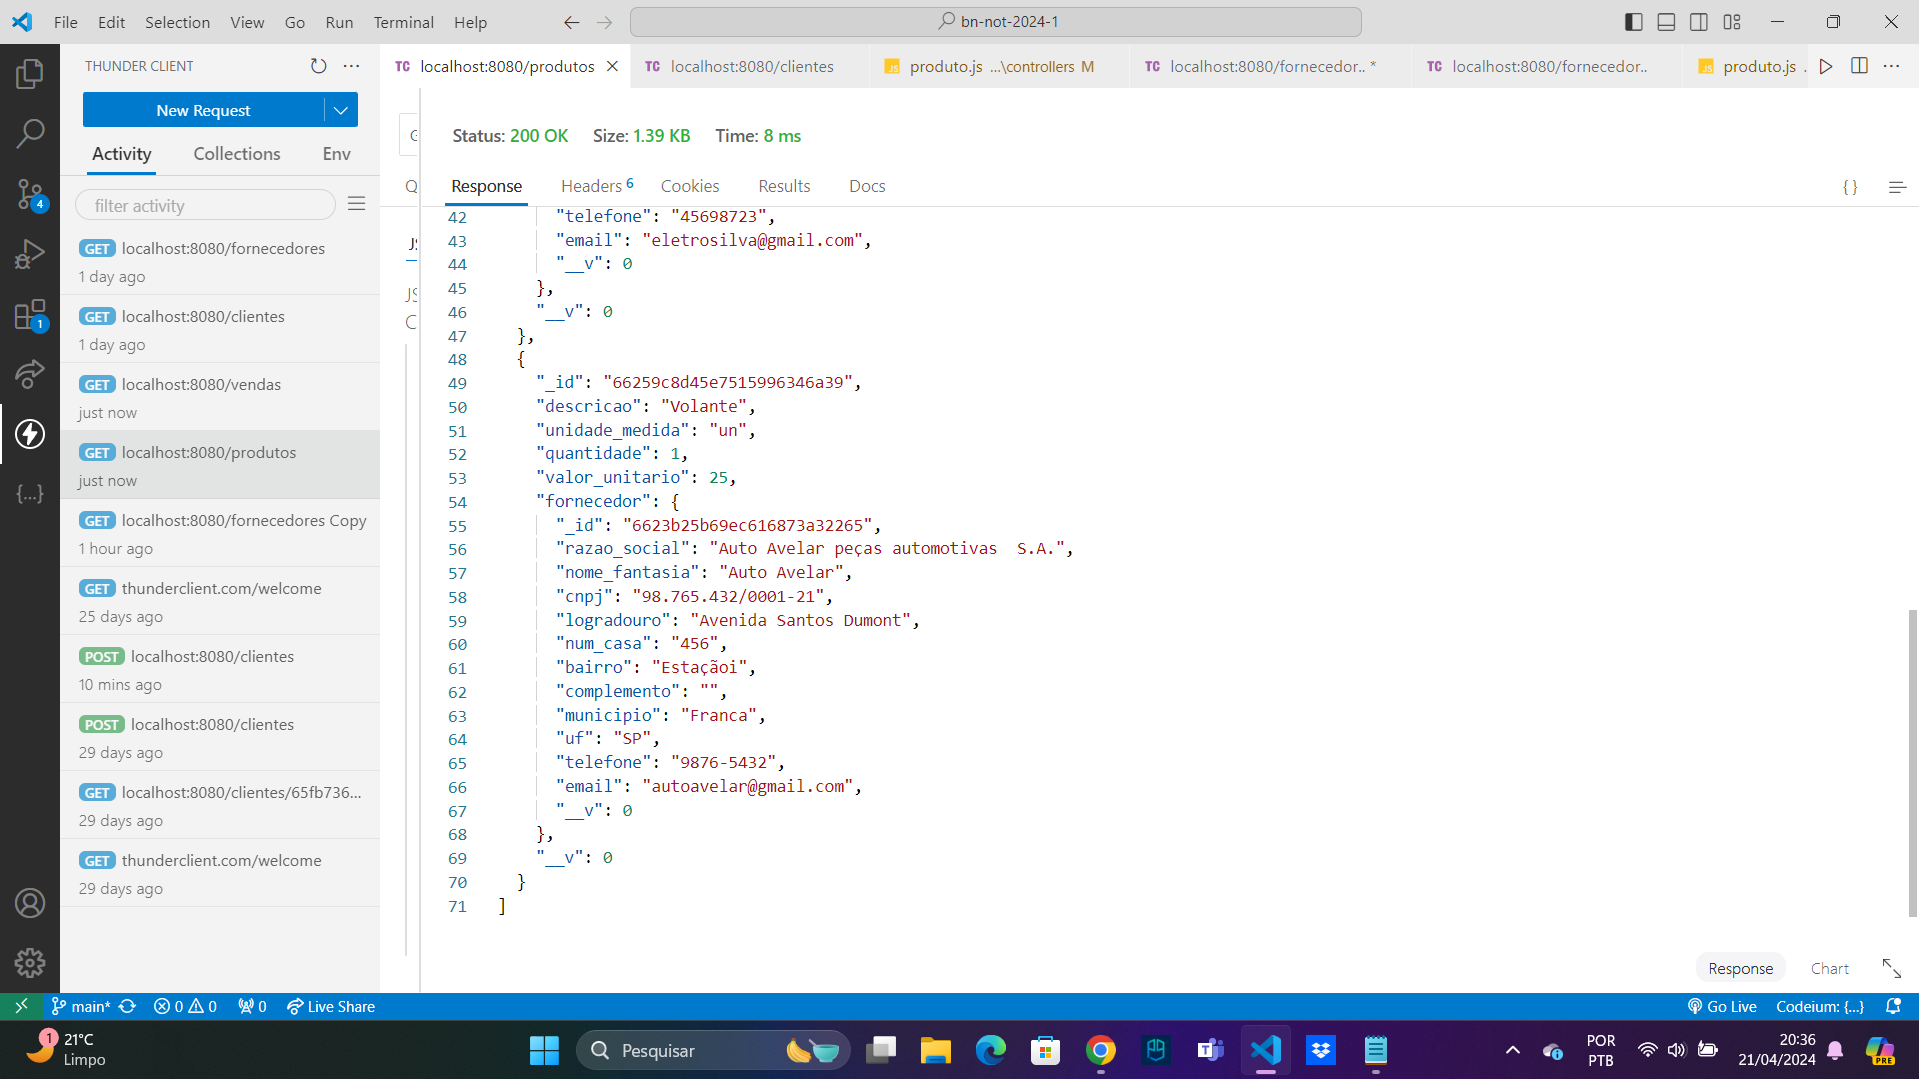 File Edit Selection View Go Run Terminal Help
bn-not-2024-1
THUNDER CLIENT
New Request
Activity Collections Env
filter activity
GET localhost:8080/fornecedores
1 day ago
GET localhost:8080/clientes
1 day ago
GET localhost:8080/vendas
just now
GET localhost:8080/produtos
just now
GET localhost:8080/fornecedores Copy
1 hour ago
GET thunderclient.com/welcome
25 days ago
POST localhost:8080/clientes
10 mins ago
POST localhost:8080/clientes
29 days ago
GET localhost:8080/clientes/65fb736...
29 days ago
GET thunderclient.com/welcome
29 days ago
4
1
TC localhost:8080/produtos
TC localhost:8080/clientes
JS produto.js ...\controllers M
TC localhost:8080/fornecedor.. *
TC localhost:8080/fornecedor..
JS produto.js .
Status: 200 OK Size: 1.39 KB Time: 8 ms
Response Headers 6 Cookies Results Docs
{ }
42 "telefone": "45698723",
43 "email": "eletrosilva@gmail.com",
44 "__v": 0
45 },
46 "__v": 0
47 },
48 {
49 "_id": "66259c8d45e7515996346a39",
50 "descricao": "Volante",
51 "unidade_medida": "un",
52 "quantidade": 1,
53 "valor_unitario": 25,
54 "fornecedor": {
55 "_id": "6623b25b69ec616873a32265",
56 "razao_social": "Auto Avelar peças automotivas  S.A.",
57 "nome_fantasia": "Auto Avelar",
58 "cnpj": "98.765.432/0001-21",
59 "logradouro": "Avenida Santos Dumont",
60 "num_casa": "456",
61 "bairro": "Estaçãoi",
62 "complemento": "",
63 "municipio": "Franca",
64 "uf": "SP",
65 "telefone": "9876-5432",
66 "email": "autoavelar@gmail.com",
67 "__v": 0
68 },
69 "__v": 0
70 }
71 ]
Response Chart
main* 0 0 0 Live Share
Go Live Codeium: {...}
1
21°C
Limpo
Pesquisar
POR
PTB
20:36
21/04/2024
PRE